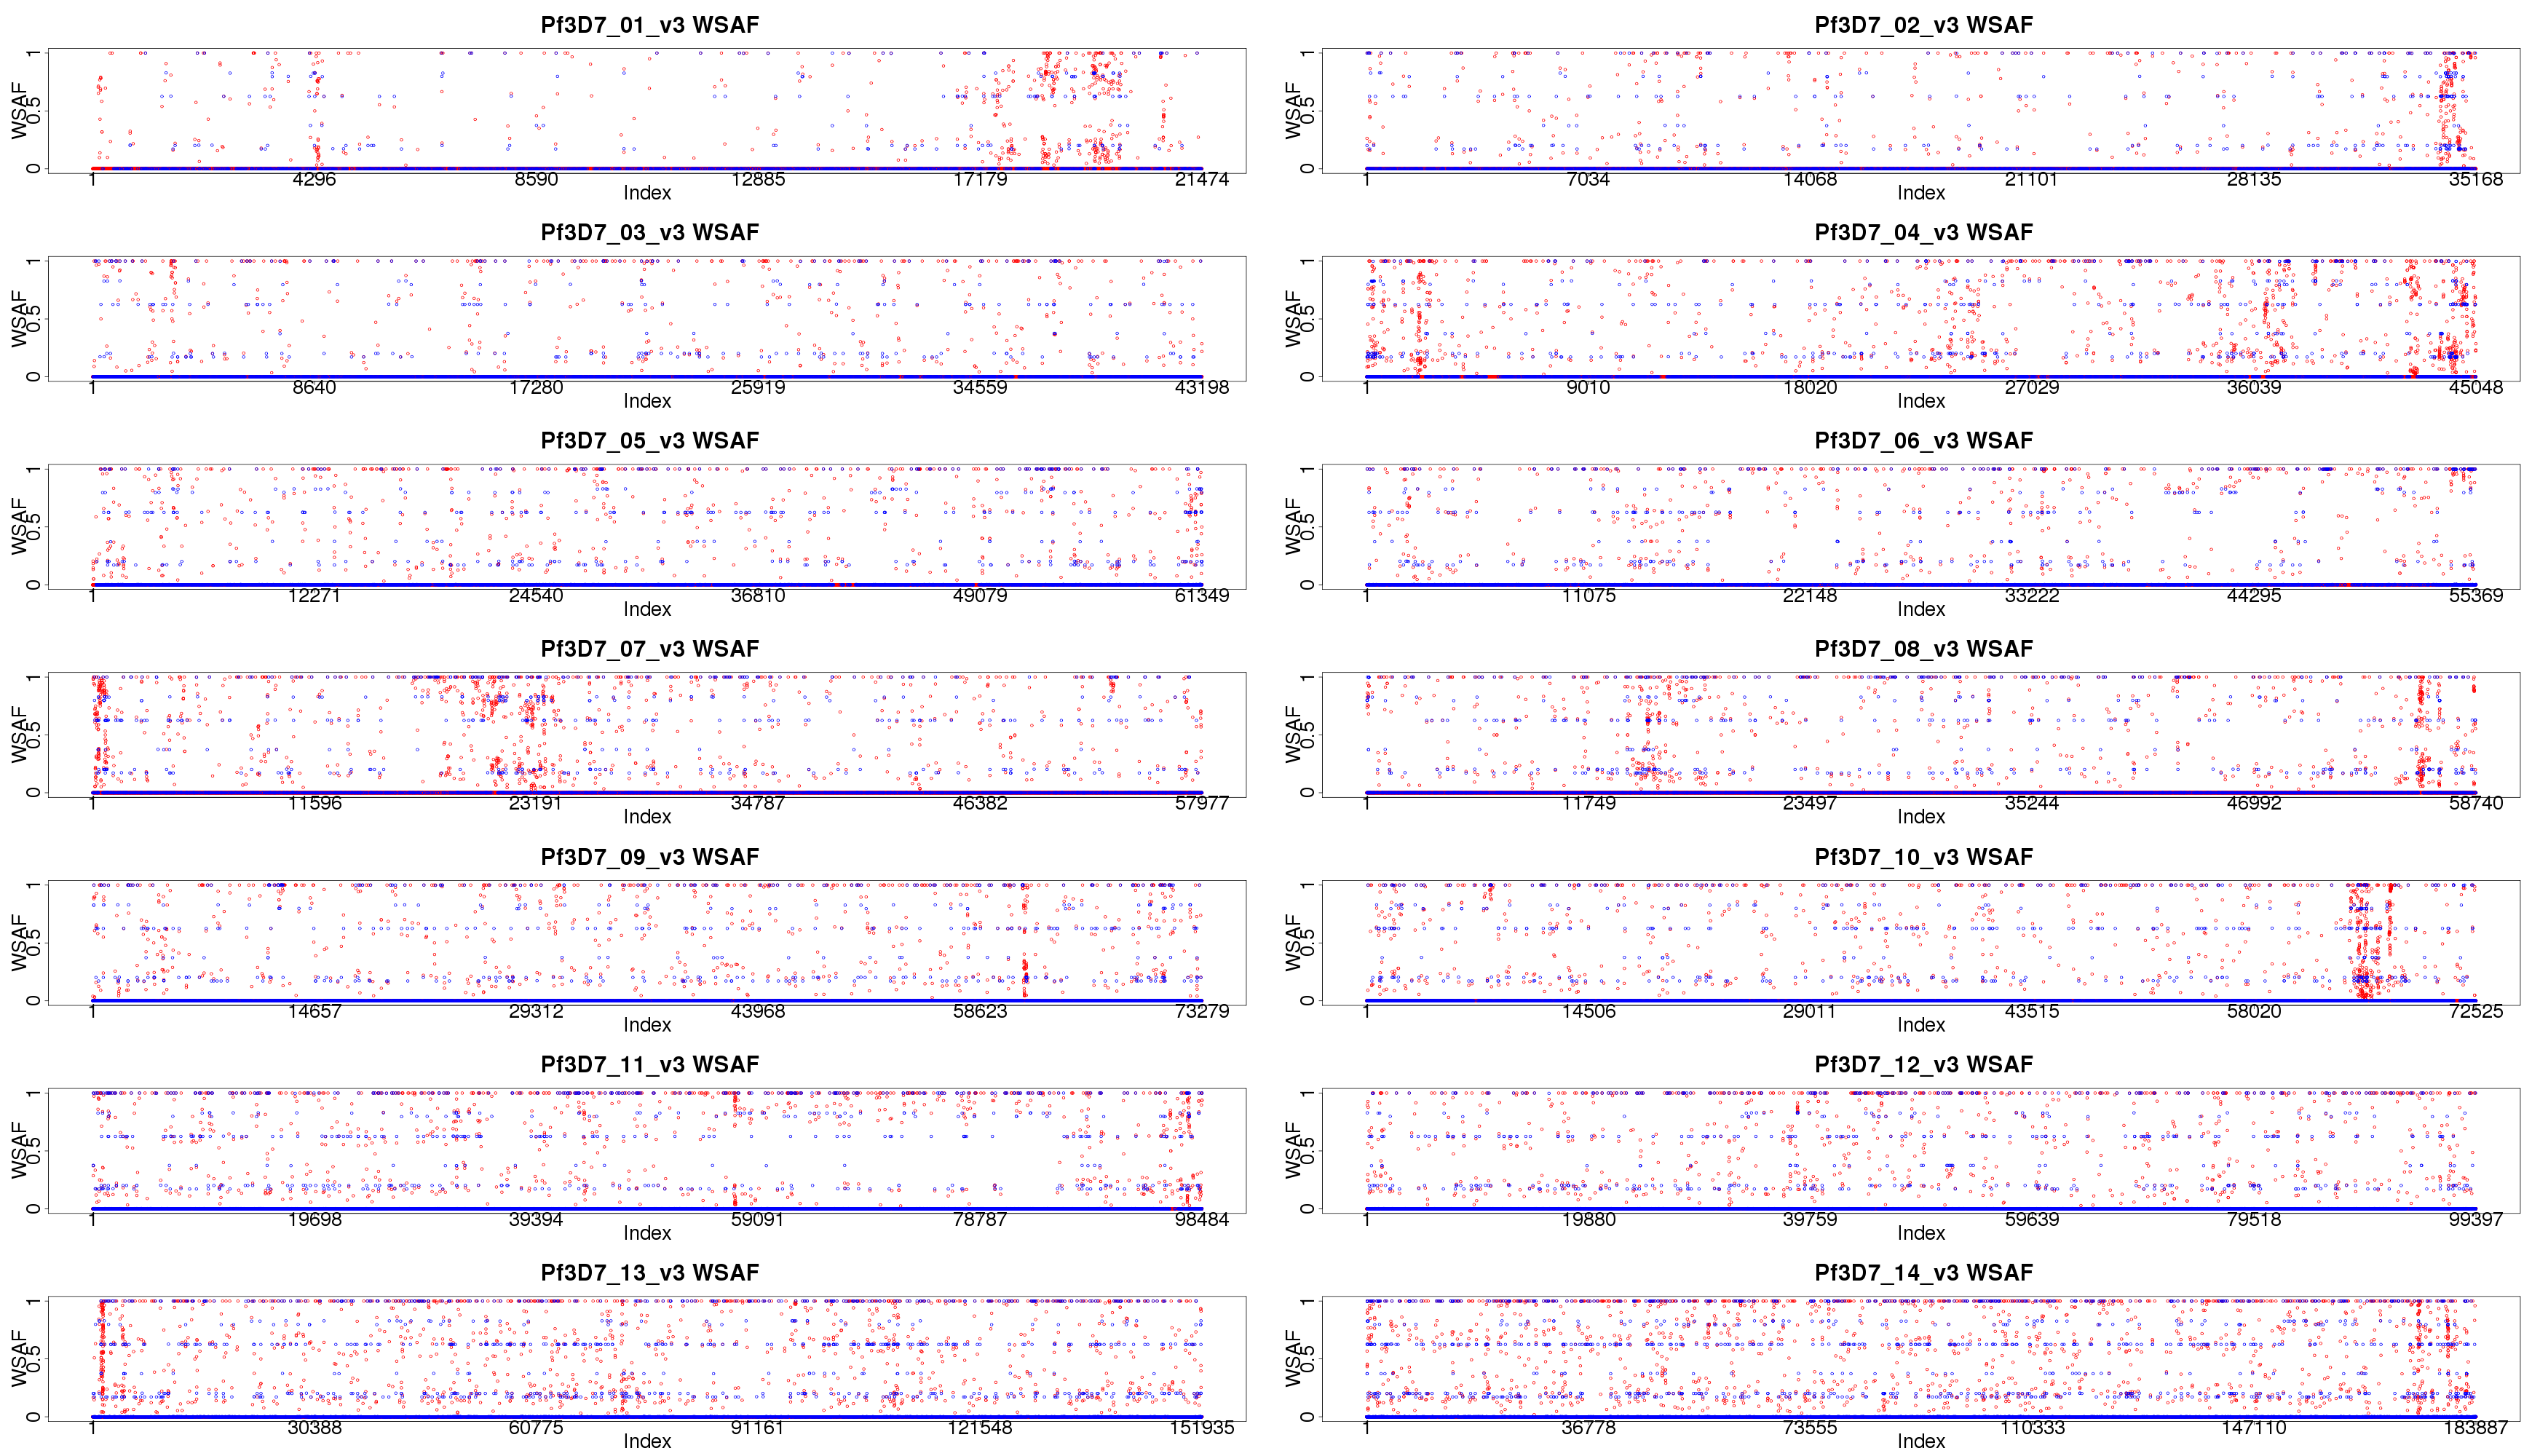 Pf3D7_01_v3 WSAF
WSAF
0 0.5 1
1 4296 8590 12885 17179 21474
Index
Pf3D7_02_v3 WSAF
WSAF
0 0.5 1
1 7034 14068 21101 28135 35168
Index
Pf3D7_03_v3 WSAF
WSAF
0 0.5 1
1 8640 17280 25919 34559 43198
Index
Pf3D7_04_v3 WSAF
WSAF
0 0.5 1
1 9010 18020 27029 36039 45048
Index
Pf3D7_05_v3 WSAF
WSAF
0 0.5 1
1 12271 24540 36810 49079 61349
Index
Pf3D7_06_v3 WSAF
WSAF
0 0.5 1
1 11075 22148 33222 44295 55369
Index
Pf3D7_07_v3 WSAF
WSAF
0 0.5 1
1 11596 23191 34787 46382 57977
Index
Pf3D7_08_v3 WSAF
WSAF
0 0.5 1
1 11749 23497 35244 46992 58740
Index
Pf3D7_09_v3 WSAF
WSAF
0 0.5 1
1 14657 29312 43968 58623 73279
Index
Pf3D7_10_v3 WSAF
WSAF
0 0.5 1
1 14506 29011 43515 58020 72525
Index
Pf3D7_11_v3 WSAF
WSAF
0 0.5 1
1 19698 39394 59091 78787 98484
Index
Pf3D7_12_v3 WSAF
WSAF
0 0.5 1
1 19880 39759 59639 79518 99397
Index
Pf3D7_13_v3 WSAF
WSAF
0 0.5 1
1 30388 60775 91161 121548 151935
Index
Pf3D7_14_v3 WSAF
WSAF
0 0.5 1
1 36778 73555 110333 147110 183887
Index